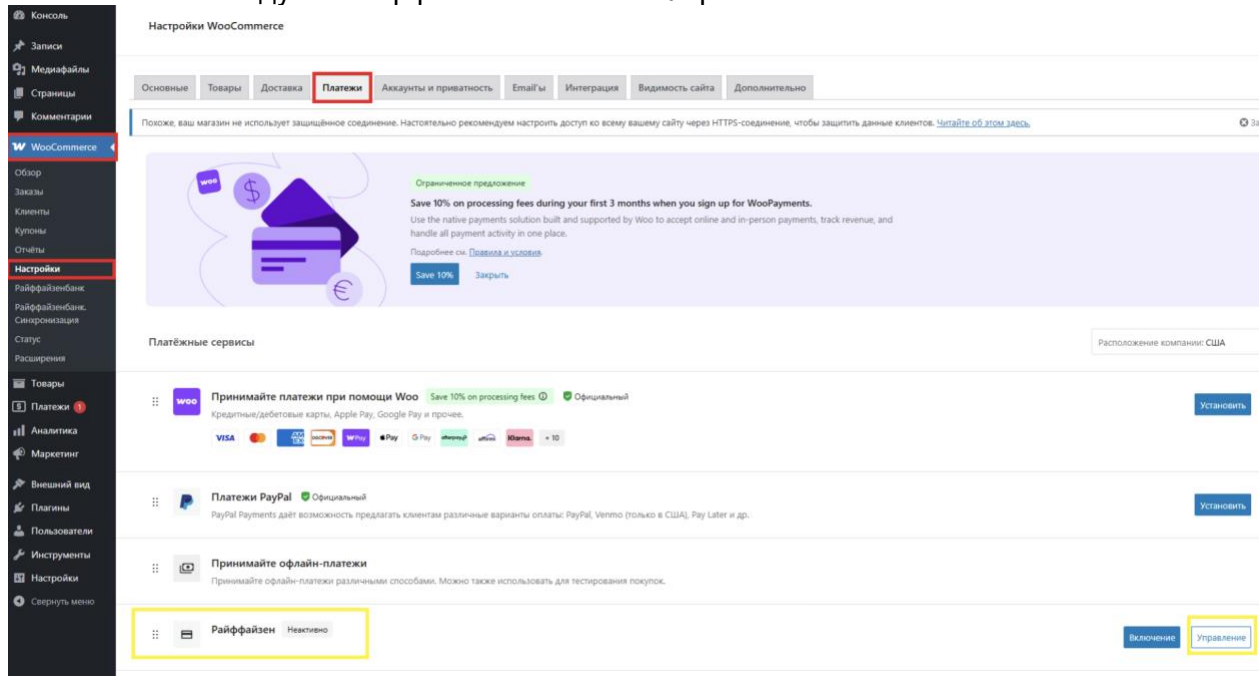 Консоль
Записи
Медиафайлы
Страницы
Комментарии
WooCommerce
Обзор
Заказы
Клиенты
Купоны
Отчёты
Настройки
Райффайзенбанк
Райффайзенбанк.
Синхронизация
Статус
Расширения
Товары
Платежи 1
Аналитика
Маркетинг
Внешний вид
Плагины
Пользователи
Инструменты
Настройки
Свернуть меню
Настройки WooCommerce
Основные Товары Доставка Платежи Аккаунты и приватность Email'ы Интеграция Видимость сайта Дополнительно
Похоже, ваш магазин не использует защищённое соединение. Настоятельно рекомендуем настроить доступ ко всему вашему сайту через HTTPS-соединение, чтобы защитить данные клиентов. Читайте об этом здесь.
woo
Ограниченное предложение
Save 10% on processing fees during your first 3 months when you sign up for WooPayments.
Use the native payments solution built and supported by Woo to accept online and in-person payments, track revenue, and
handle all payment activity in one place.
Подробнее см. Правила и условия.
Save 10% Закрыть
Платёжные сервисы
Расположение компании: США
woo Принимайте платежи при помощи Woo Save 10% on processing fees Официальный
Кредитные/дебетовые карты, Apple Pay, Google Pay и прочее.
VISA DISCOVER WPay Pay G Pay afterpay affirm Klarna. + 10
Установить
Платежи PayPal Официальный
PayPal Payments даёт возможность предлагать клиентам различные варианты оплаты: PayPal, Venmo (только в США), Pay Later и др.
Установить
Принимайте офлайн-платежи
Принимайте офлайн-платежи различными способами. Можно также использовать для тестирования покупок.
Райффайзен Неактивно
Включение Управление